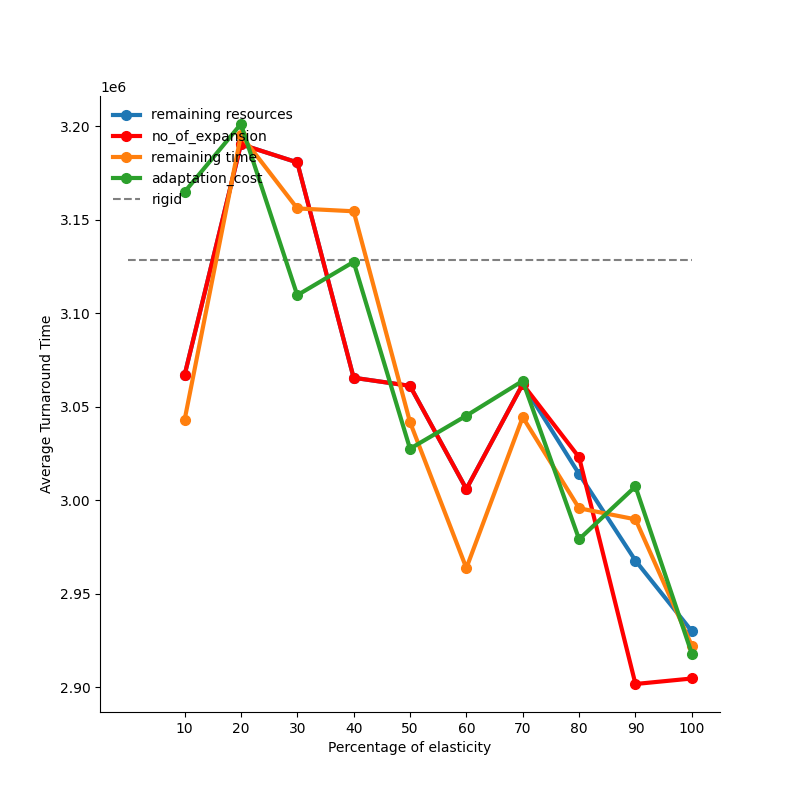 1e6
remaining resources
no_of_expansion
remaining time
adaptation_cost
rigid
3.20
3.15
3.10
3.05
3.00
2.95
2.90
Average Turnaround Time
10 20 30 40 50 60 70 80 90 100
Percentage of elasticity